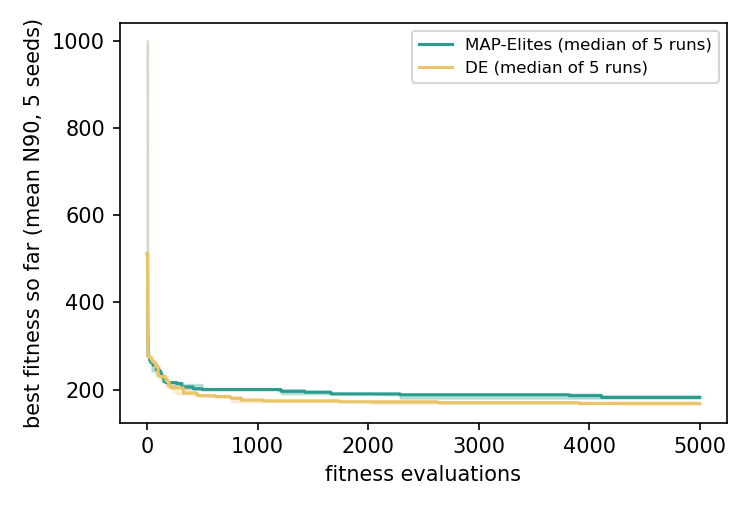 MAP-Elites (median of 5 runs)
DE (median of 5 runs)
best fitness so far (mean N90, 5 seeds)
1000
800
600
400
200
0 1000 2000 3000 4000 5000
fitness evaluations